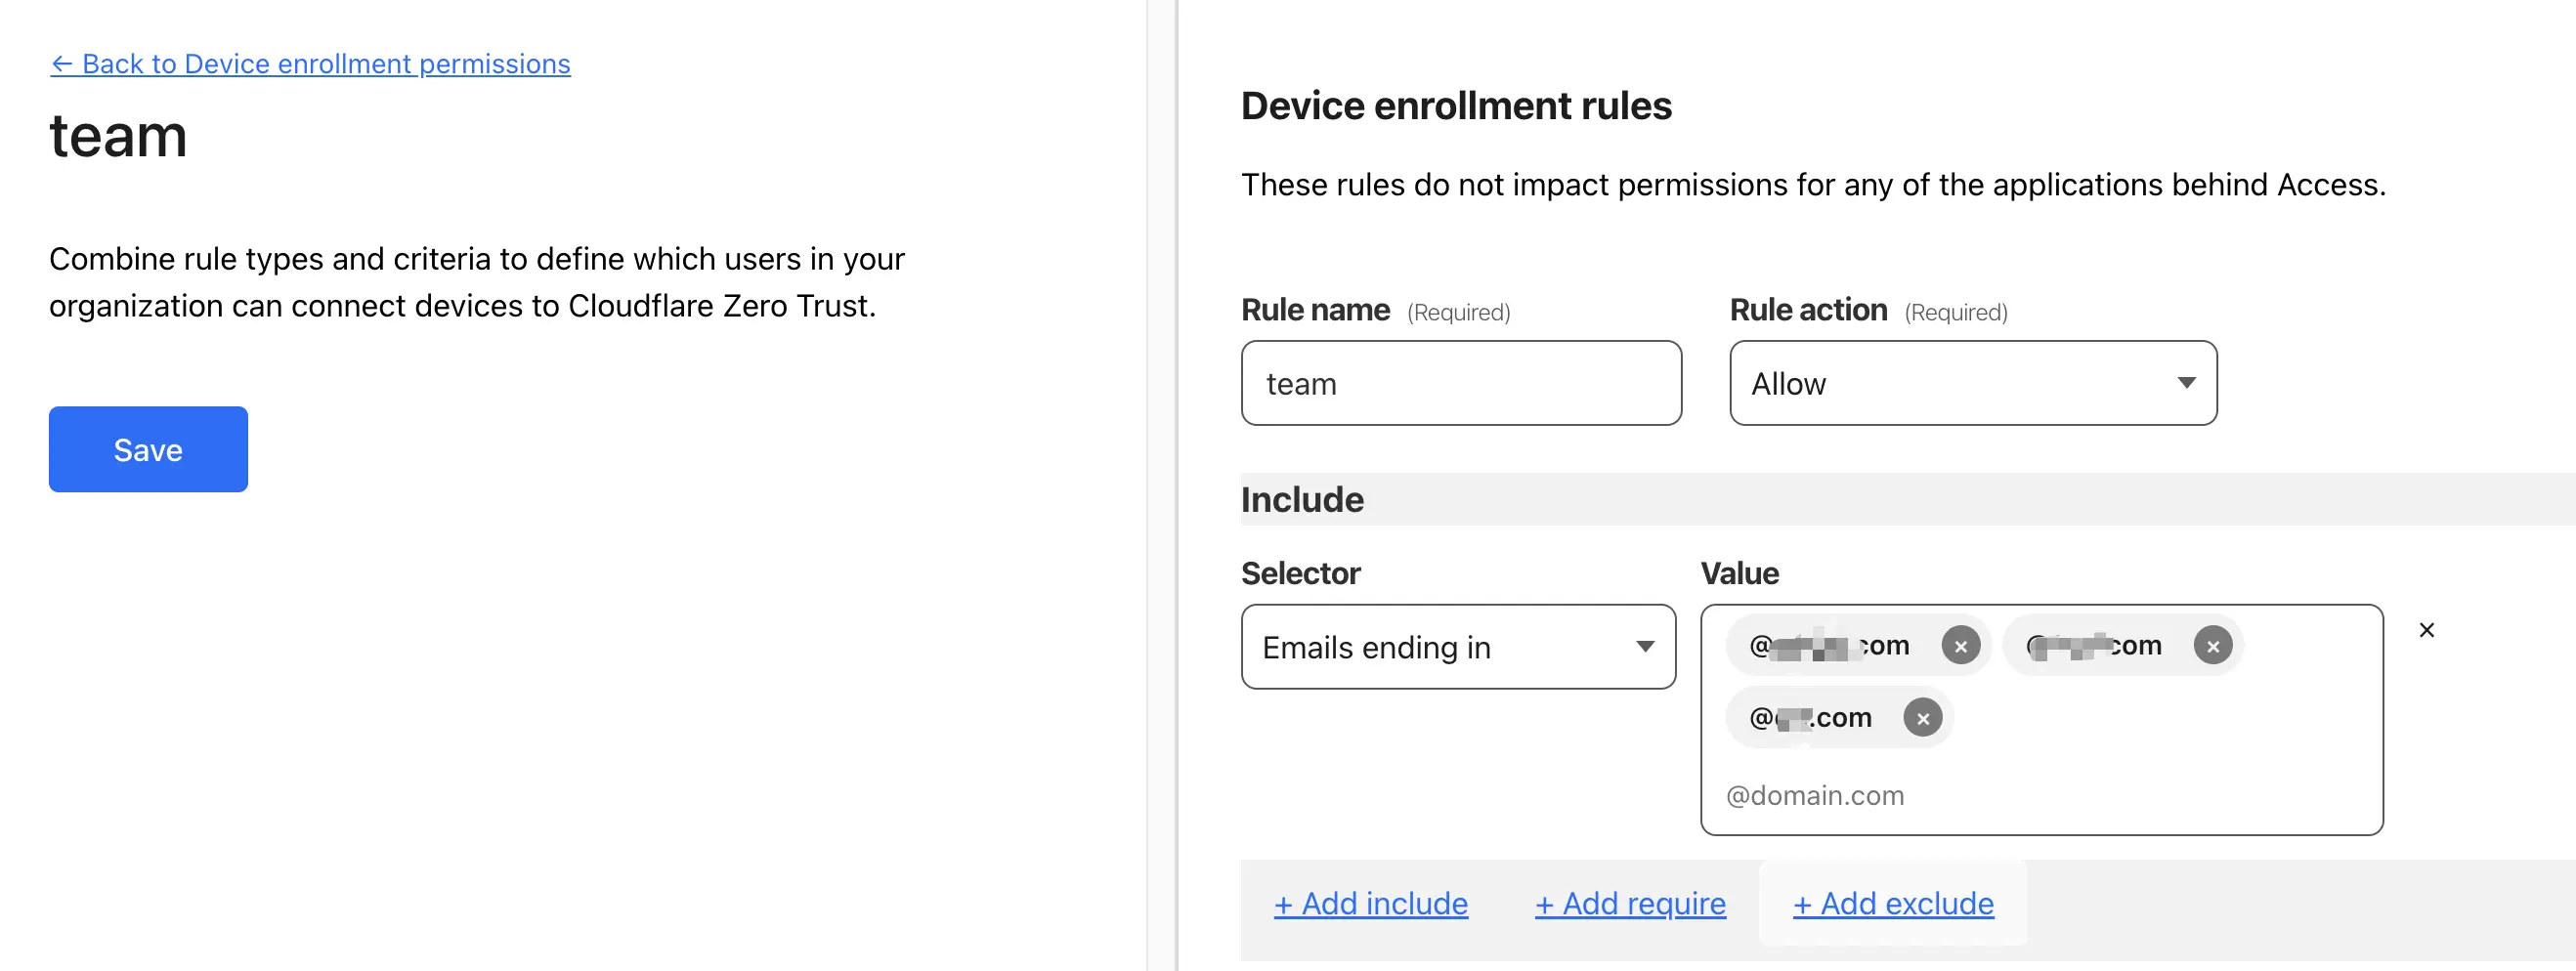 ← Back to Device enrollment permissions
team
Combine rule types and criteria to define which users in your
organization can connect devices to Cloudflare Zero Trust.
Save
Device enrollment rules
These rules do not impact permissions for any of the applications behind Access.
Rule name (Required)
Rule action (Required)
team
Allow
Include
Selector
Value
Emails ending in
@ com
com
@ .com
@domain.com
+ Add include
+ Add require
+ Add exclude